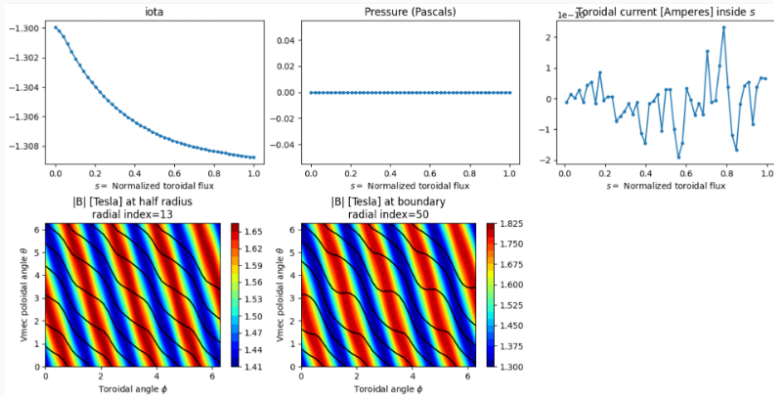 iota
−1.300
−1.302
−1.304
−1.306
−1.308
0.0 0.2 0.4 0.6 0.8 1.0
s = Normalized toroidal flux
Pressure (Pascals)
0.04
0.02
0.00
−0.02
−0.04
0.0 0.2 0.4 0.6 0.8 1.0
s = Normalized toroidal flux
Toroidal current [Amperes] inside s
1e−10
2
1
0
−1
−2
0.0 0.2 0.4 0.6 0.8 1.0
s = Normalized toroidal flux
|B| [Tesla] at half radius
radial index=13
Vmec poloidal angle θ
6
5
4
3
2
1
0
0 2 4 6
Toroidal angle ϕ
1.65
1.62
1.59
1.56
1.53
1.50
1.47
1.44
1.41
|B| [Tesla] at boundary
radial index=50
Vmec poloidal angle θ
6
5
4
3
2
1
0
0 2 4 6
Toroidal angle ϕ
1.825
1.750
1.675
1.600
1.525
1.450
1.375
1.300